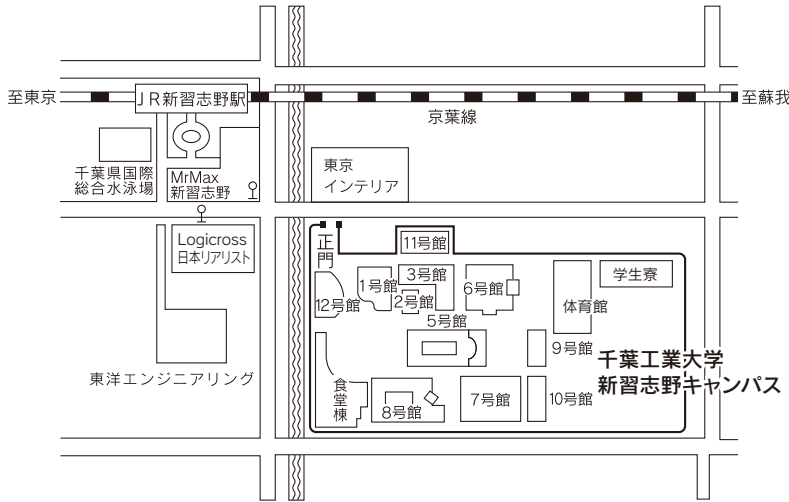 至東京
JR新習志野駅
京葉線
至蘇我
千葉県国際
総合水泳場
MrMax
新習志野
東京
インテリア
Logicross
日本リアリスト
東洋エンジニアリング
正門
11号館
1号館
3号館
2号館
12号館
5号館
6号館
学生寮
体育館
9号館
千葉工業大学
新習志野キャンパス
食堂棟
8号館
7号館
10号館